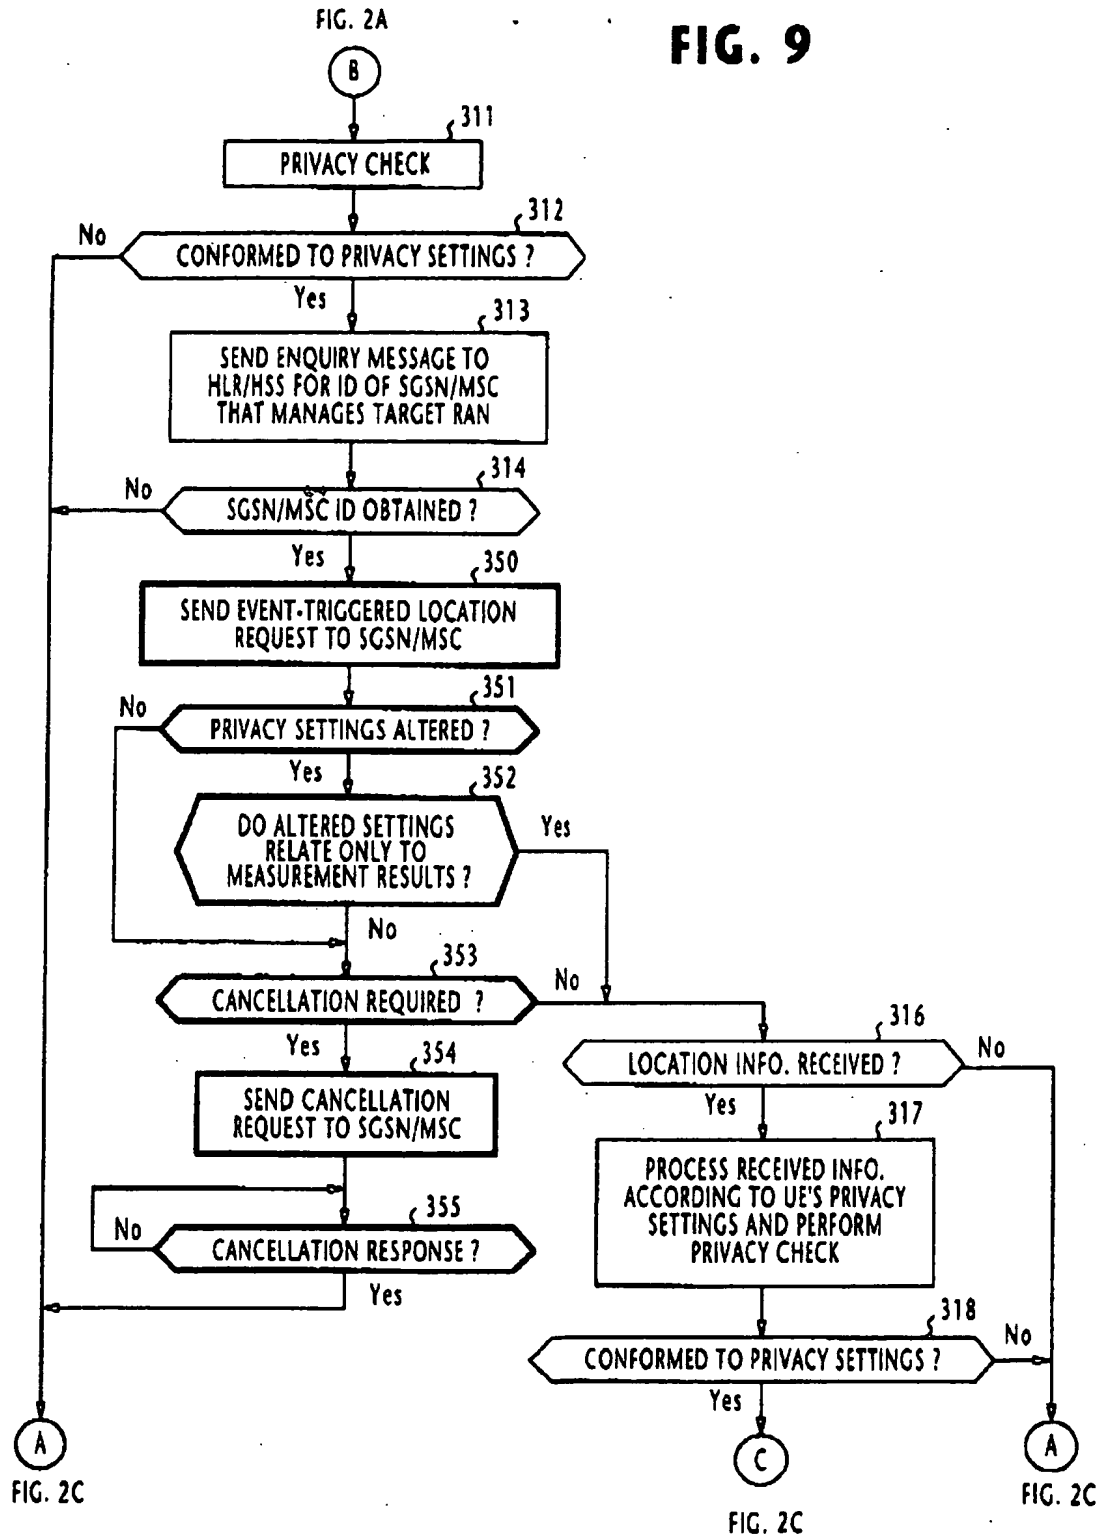 FIG. 2A
FIG. 9
B
311
PRIVACY CHECK
312
No
CONFORMED TO PRIVACY SETTINGS ?
Yes
313
SEND ENQUIRY MESSAGE TO
HLR/HSS FOR ID OF SGSN/MSC
THAT MANAGES TARGET RAN
314
No
SGSN/MSC ID OBTAINED ?
Yes
350
SEND EVENT-TRIGGERED LOCATION
REQUEST TO SGSN/MSC
351
No
PRIVACY SETTINGS ALTERED ?
Yes
352
DO ALTERED SETTINGS
RELATE ONLY TO
MEASUREMENT RESULTS ?
Yes
No
353
CANCELLATION REQUIRED ?
No
Yes
354
SEND CANCELLATION
REQUEST TO SGSN/MSC
355
No
CANCELLATION RESPONSE ?
Yes
316
LOCATION INFO. RECEIVED ?
No
Yes
317
PROCESS RECEIVED INFO.
ACCORDING TO UE'S PRIVACY
SETTINGS AND PERFORM
PRIVACY CHECK
318
CONFORMED TO PRIVACY SETTINGS ?
No
Yes
A
FIG. 2C
C
FIG. 2C
A
FIG. 2C